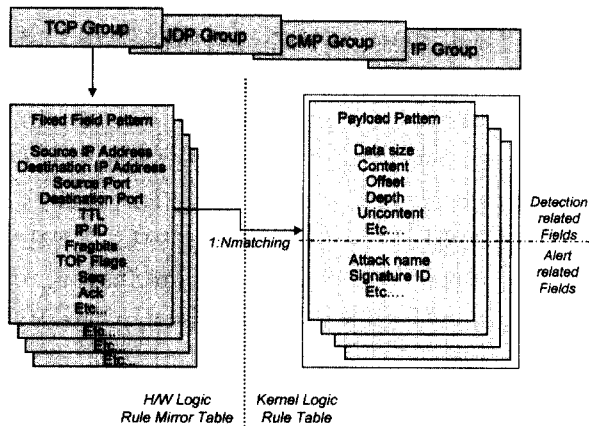 TCP Group
JDP Group
CMP Group
IP Group
Fixed Field Pattern
Source IP Address
Destination IP Address
Source Port
Destination Port
TTL
IP ID
Fragbits
TOP Flags
Seq
Ack
Etc...
Etc...
Etc...
Etc...
1:Nmatching
Payload Pattern
Data size
Content
Offset
Depth
Uricontent
Etc....
Attack name
Signature ID
Etc....
Detection
related
Fields
Alert
related
Fields
H/W Logic
Rule Mirror Table
Kernel Logic
Rule Table